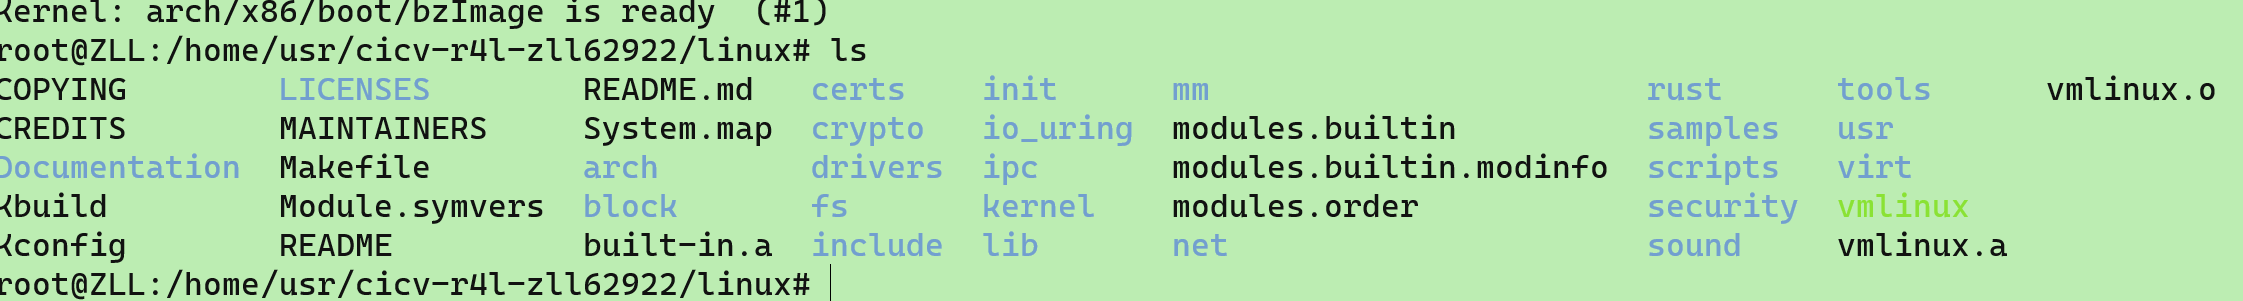 Kernel: arch/x86/boot/bzImage is ready  (#1)
root@ZLL:/home/usr/cicv-r4l-zll62922/linux# ls
COPYING        LICENSES        README.md   certs    init      mm                       rust      tools      vmlinux.o
CREDITS        MAINTAINERS     System.map  crypto   io_uring  modules.builtin          samples   usr
Documentation  Makefile        arch        drivers  ipc       modules.builtin.modinfo  scripts   virt
Kbuild         Module.symvers  block       fs       kernel    modules.order            security  vmlinux
Kconfig        README          built-in.a  include  lib       net                      sound     vmlinux.a
root@ZLL:/home/usr/cicv-r4l-zll62922/linux#